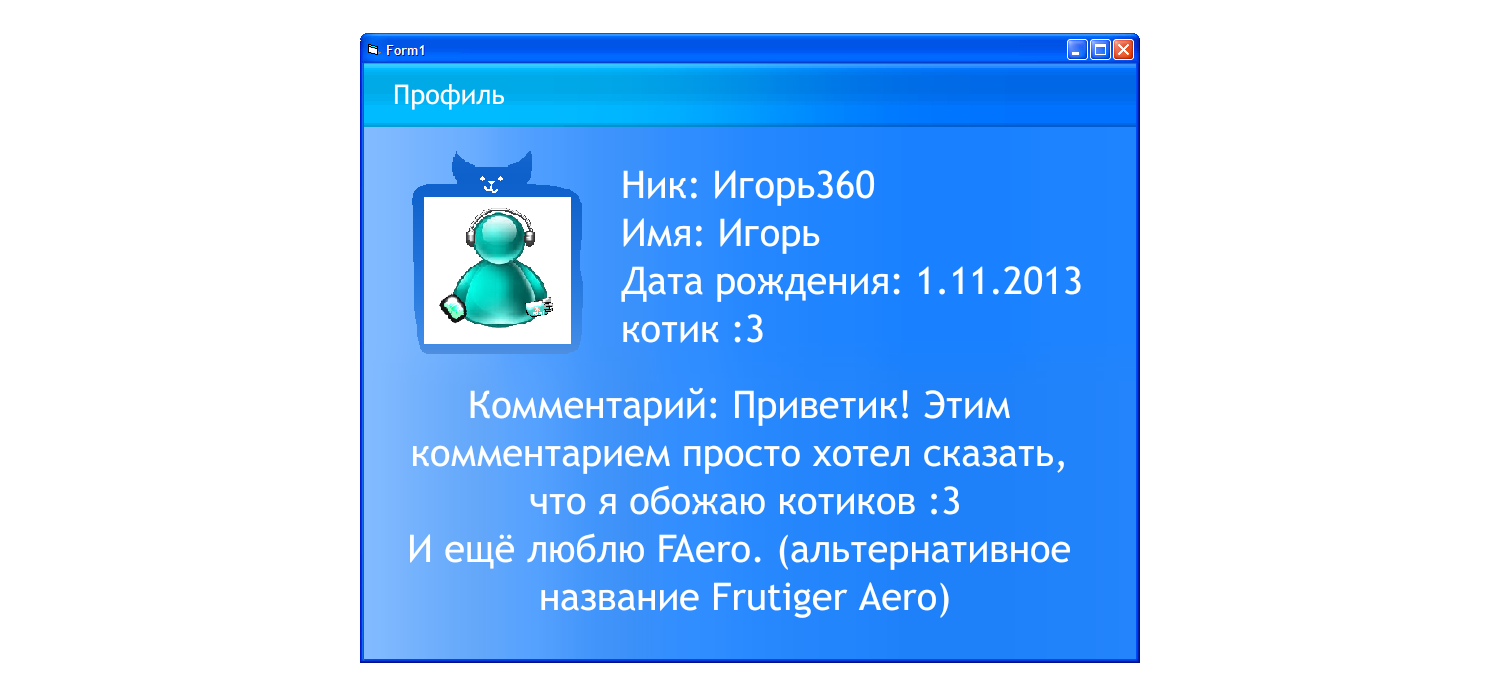 Form1
Профиль
Ник: Игорь360
Имя: Игорь
Дата рождения: 1.11.2013
котик :3
Комментарий: Приветик! Этим
комментарием просто хотел сказать,
что я обожаю котиков :3
И ещё люблю FAero. (альтернативное
название Frutiger Aero)